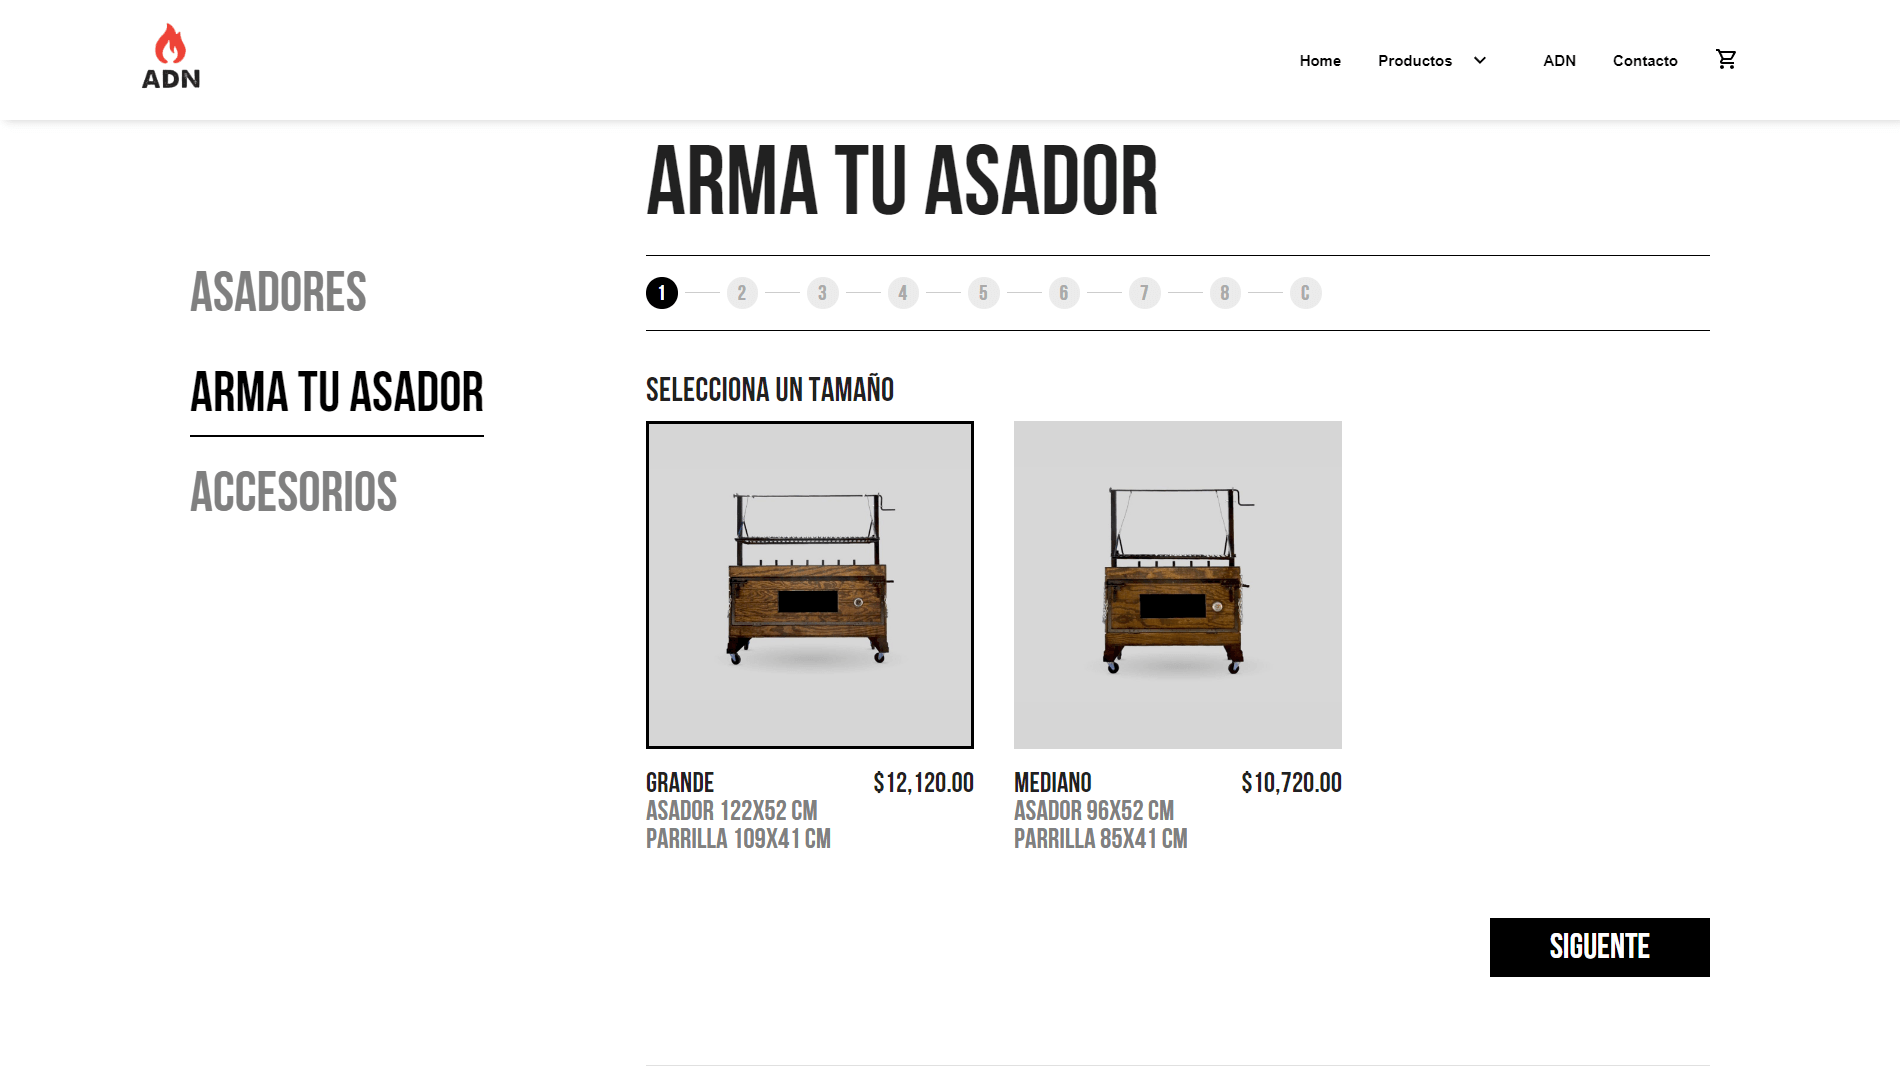 ADN
Home Productos ADN Contacto
ARMA TU ASADOR
1 2 3 4 5 6 7 8 C
ASADORES
ARMA TU ASADOR
ACCESORIOS
SELECCIONA UN TAMAÑO
GRANDE $12,120.00
ASADOR 122X52 CM
PARRILLA 109X41 CM
MEDIANO $10,720.00
ASADOR 96X52 CM
PARRILLA 85X41 CM
SIGUENTE